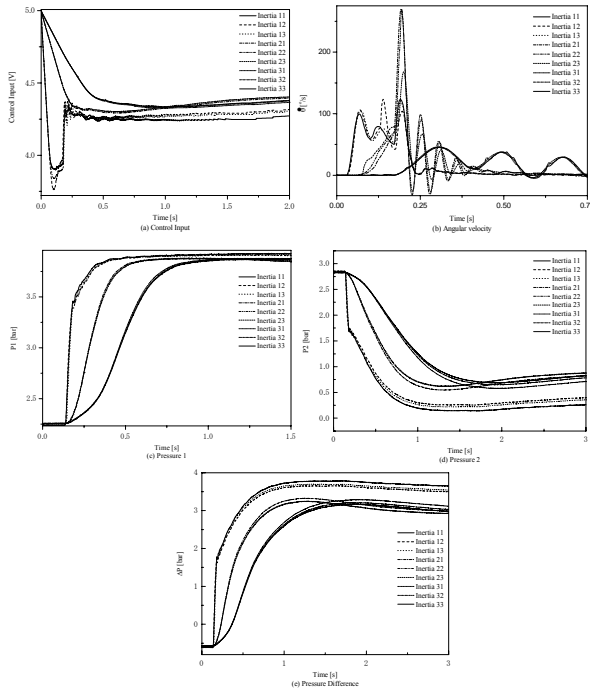 5.0
4.5
4.0
Control Input [V]
Inertia 11
Inertia 12
Inertia 13
Inertia 21
Inertia 22
Inertia 23
Inertia 31
Inertia 32
Inertia 33
0.0 0.5 1.0 1.5 2.0
Time [s]
(a) Control Input
250
200
150
100
50
0
Inertia 11
Inertia 12
Inertia 13
Inertia 21
Inertia 22
Inertia 23
Inertia 31
Inertia 32
Inertia 33
0.00 0.25 0.50 0.7
Time [s]
(b) Angular velocity
3.5
3.0
2.5
P1 [bar]
Inertia 11
Inertia 12
Inertia 13
Inertia 21
Inertia 22
Inertia 23
Inertia 31
Inertia 32
Inertia 33
0.0 0.5 1.0 1.5
Time [s]
(c) Pressure 1
3.0
2.5
2.0
1.5
1.0
0.5
0.0
P2 [bar]
Inertia 11
Inertia 12
Inertia 13
Inertia 21
Inertia 22
Inertia 23
Inertia 31
Inertia 32
Inertia 33
0 1 2 3
Time [s]
(d) Pressure 2
4
3
2
1
0
ΔP [bar]
Inertia 11
Inertia 12
Inertia 13
Inertia 21
Inertia 22
Inertia 23
Inertia 31
Inertia 32
Inertia 33
0 1 2 3
Time [s]
(e) Pressure Difference